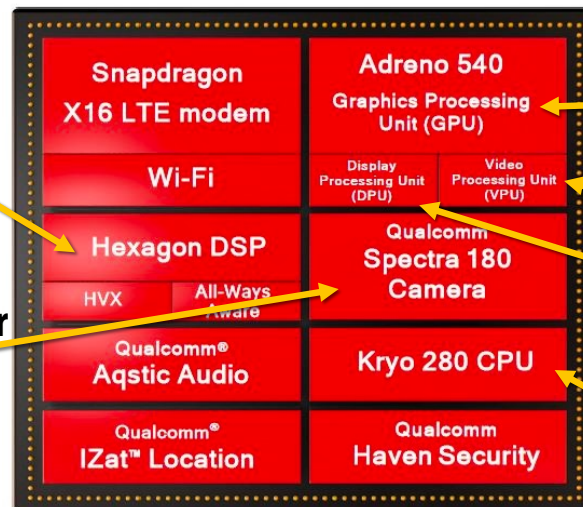 Snapdragon
X16 LTE modem
Wi-Fi
Adreno 540
Graphics Processing
Unit (GPU)
Display
Processing Unit
(DPU)
Video
Processing Unit
(VPU)
Hexagon DSP
HVX
All-Ways
Aware
Qualcomm
Spectra 180
Camera
r
Qualcomm®
Aqstic Audio
Kryo 280 CPU
Qualcomm®
IZat™ Location
Qualcomm
Haven Security